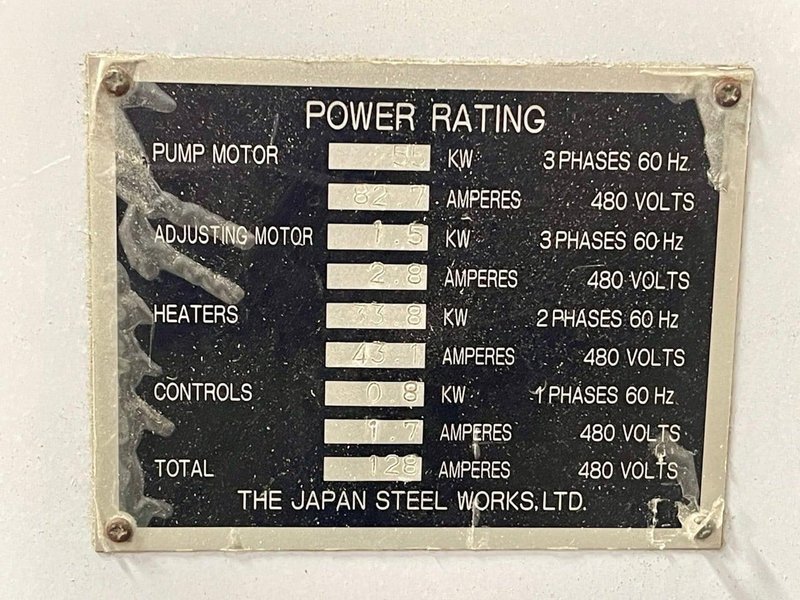 POWER RATING
PUMP MOTOR 55 KW 3 PHASES 60 Hz
82.7 AMPERES 480 VOLTS
ADJUSTING MOTOR 1.5 KW 3 PHASES 60 Hz
2.8 AMPERES 480 VOLTS
HEATERS 33.8 KW 2 PHASES 60 Hz
43.1 AMPERES 480 VOLTS
CONTROLS 0.8 KW 1 PHASES 60 Hz
1.7 AMPERES 480 VOLTS
TOTAL 128 AMPERES 480 VOLTS
THE JAPAN STEEL WORKS, LTD.